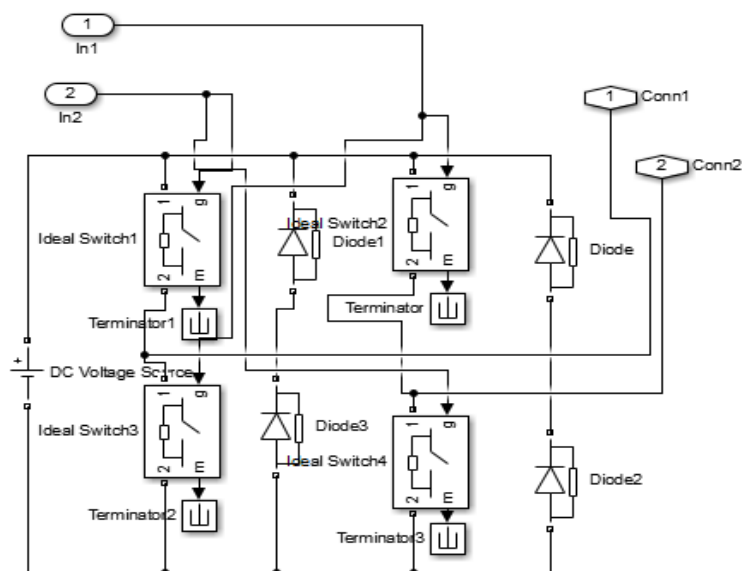 1
In1
2
In2
1
Conn1
2
Conn2
1
g
Ideal Switch1
2
m
Terminator1
1
g
Ideal Switch2
2
m
Terminator
Diode1
Diode
+
DC Voltage Source
1
g
Ideal Switch3
2
m
Terminator2
Diode3
1
g
Ideal Switch4
2
m
Terminator3
Diode2